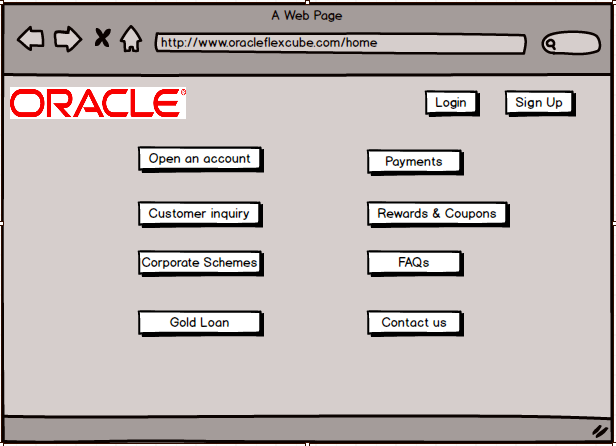 A Web Page
http://www.oracleflexcube.com/home
ORACLE®
Login
Sign Up
Open an account
Payments
Customer inquiry
Rewards & Coupons
Corporate Schemes
FAQs
Gold Loan
Contact us